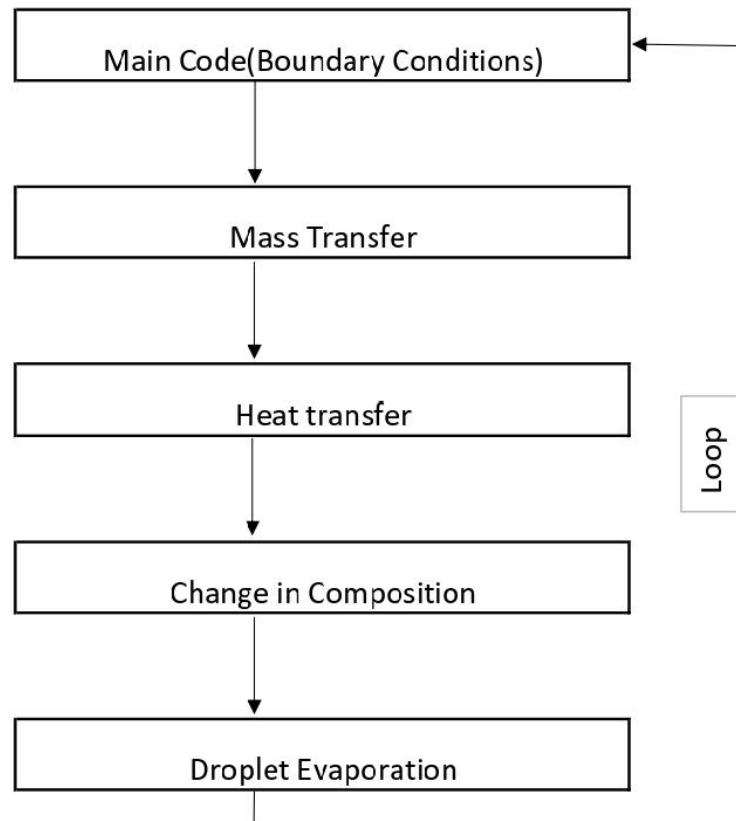 Main Code(Boundary Conditions)
Mass Transfer
Heat transfer
Loop
Change in Composition
Droplet Evaporation